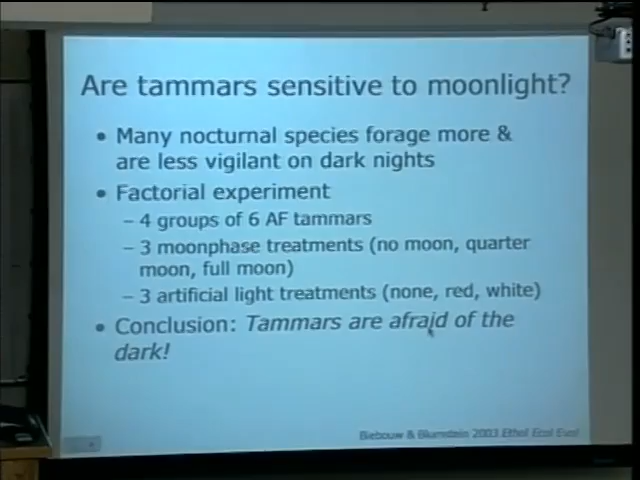 Are tammars sensitive to moonlight?
• Many nocturnal species forage more &
are less vigilant on dark nights
• Factorial experiment
– 4 groups of 6 AF tammars
– 3 moonphase treatments (no moon, quarter
moon, full moon)
– 3 artificial light treatments (none, red, white)
• Conclusion: Tammars are afraid of the
dark!
Biebouw & Blumstein 2003 Ethol Ecol Evol